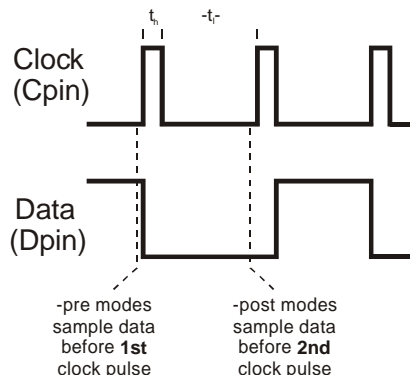 tₕ -tₗ-
Clock
(Cpin)
Data
(Dpin)
-pre modes
sample data
before 1st
clock pulse
-post modes
sample data
before 2nd
clock pulse